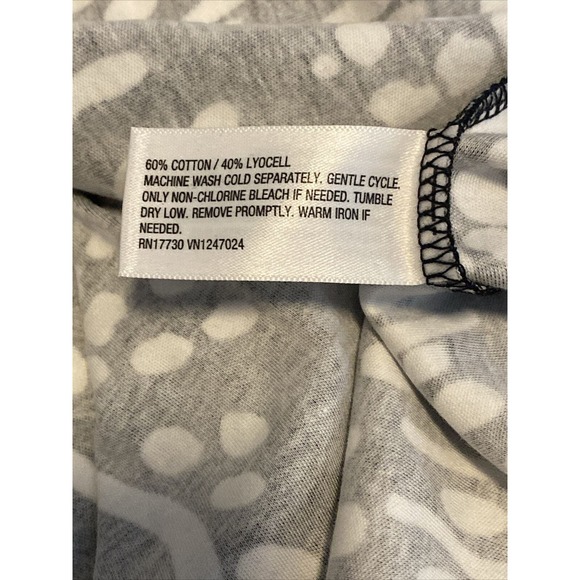 60% COTTON / 40% LYOCELL
MACHINE WASH COLD SEPARATELY. GENTLE CYCLE.
ONLY NON-CHLORINE BLEACH IF NEEDED. TUMBLE
DRY LOW. REMOVE PROMPTLY. WARM IRON IF
NEEDED.
RN17730 VN1247024